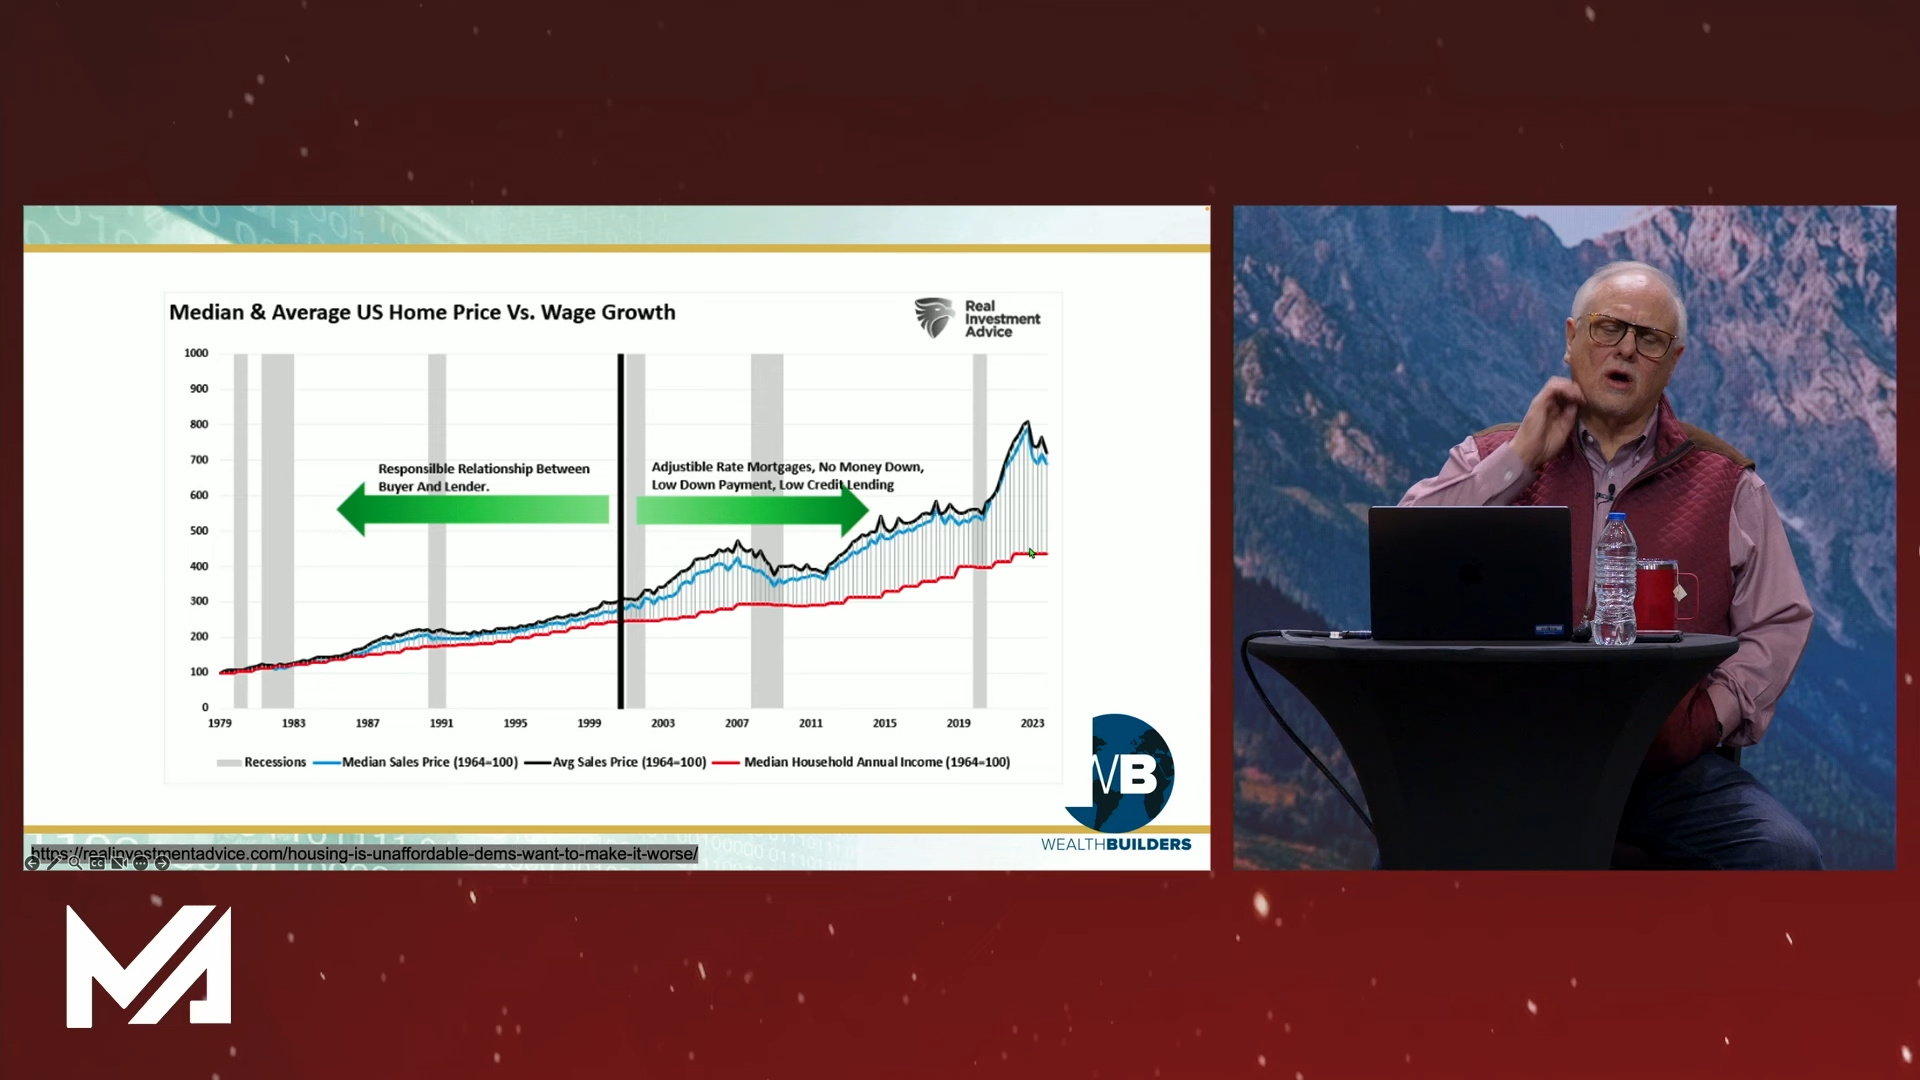 Median & Average US Home Price Vs. Wage Growth
Real
Investment
Advice
1000
900
800
700
600
500
400
300
200
100
0
Responsilble Relationship Between
Buyer And Lender.
Adjustible Rate Mortgages, No Money Down,
Low Down Payment, Low Credit Lending
1979 1983 1987 1991 1995 1999 2003 2007 2011 2015 2019 2023
Recessions Median Sales Price (1964=100) Avg Sales Price (1964=100) Median Household Annual Income (1964=100)
WB
WEALTHBUILDERS
https://realinvestmentadvice.com/housing-is-unaffordable-dems-want-to-make-it-worse/
MA